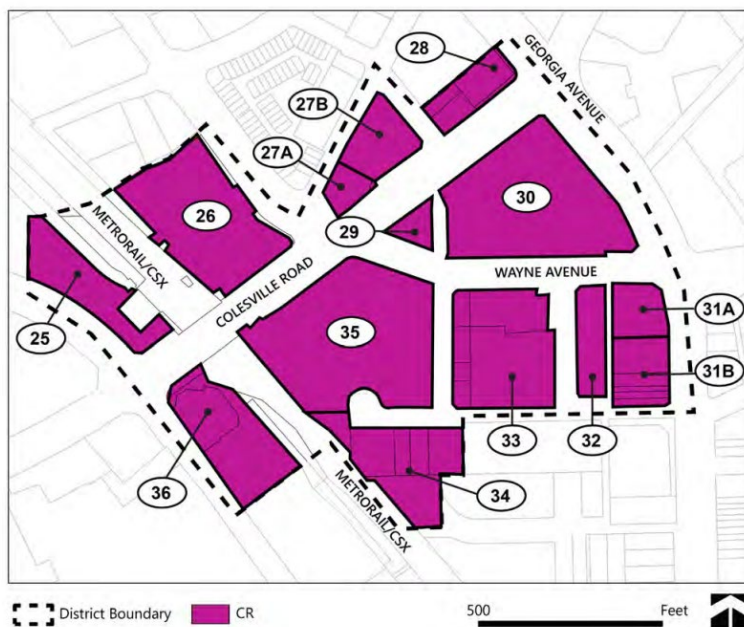 28
GEORGIA AVENUE
27B
27A
30
26
METRORAIL/CSX
29
WAYNE AVENUE
COLESVILLE ROAD
25
31A
35
31B
33
32
36
34
METRORAIL/CSX
District Boundary
CR
500
Feet